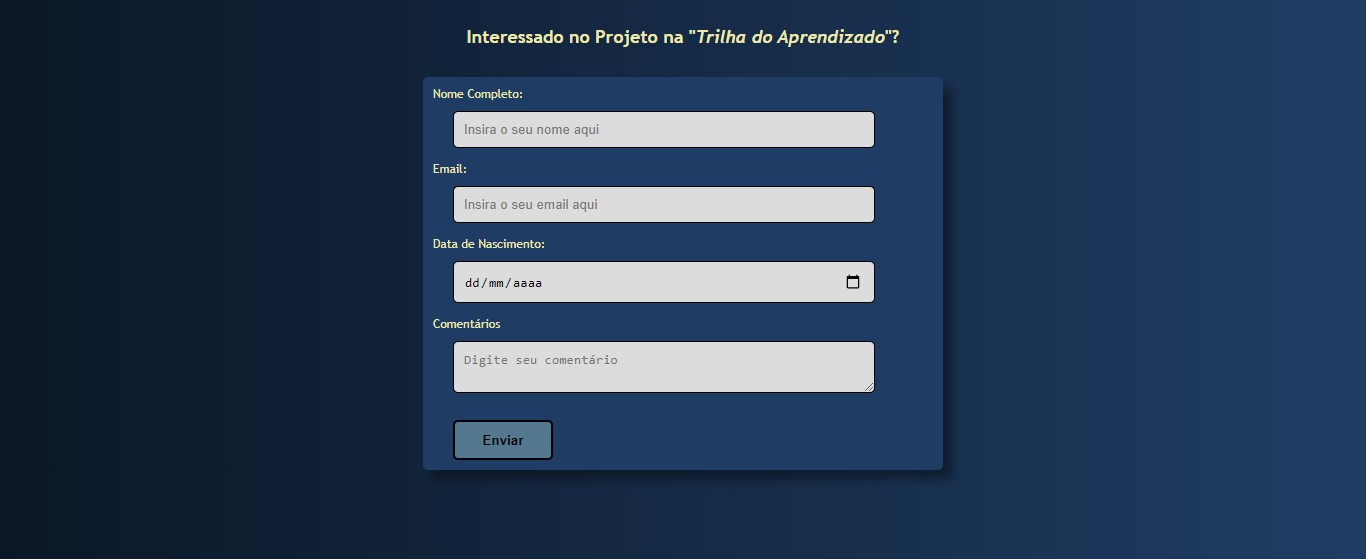 Interessado no Projeto na "Trilha do Aprendizado"?
Nome Completo:
Insira o seu nome aqui
Email:
Insira o seu email aqui
Data de Nascimento:
dd/mm/aaaa
Comentários
Digite seu comentário
Enviar